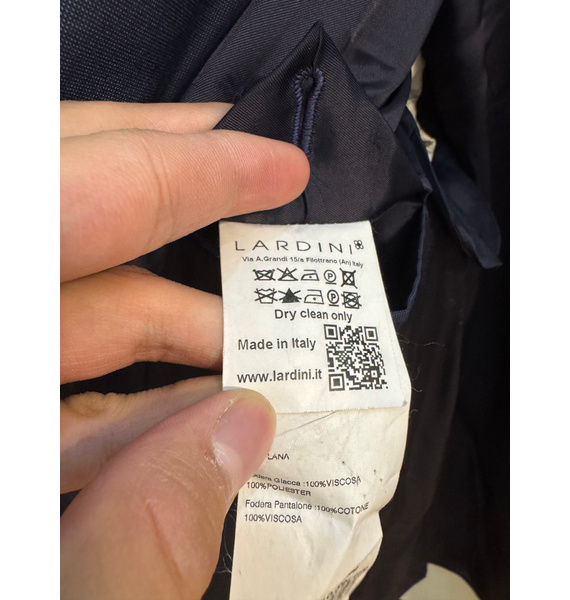 LARDINI
Via A.Grandi 15/a Filottrano (An) Italy
Dry clean only
Made in Italy
www.lardini.it
LANA
Giacca :100%VISCOSA
100%POLIESTER
Fodera Pantalone :100%COTONE
100%VISCOSA